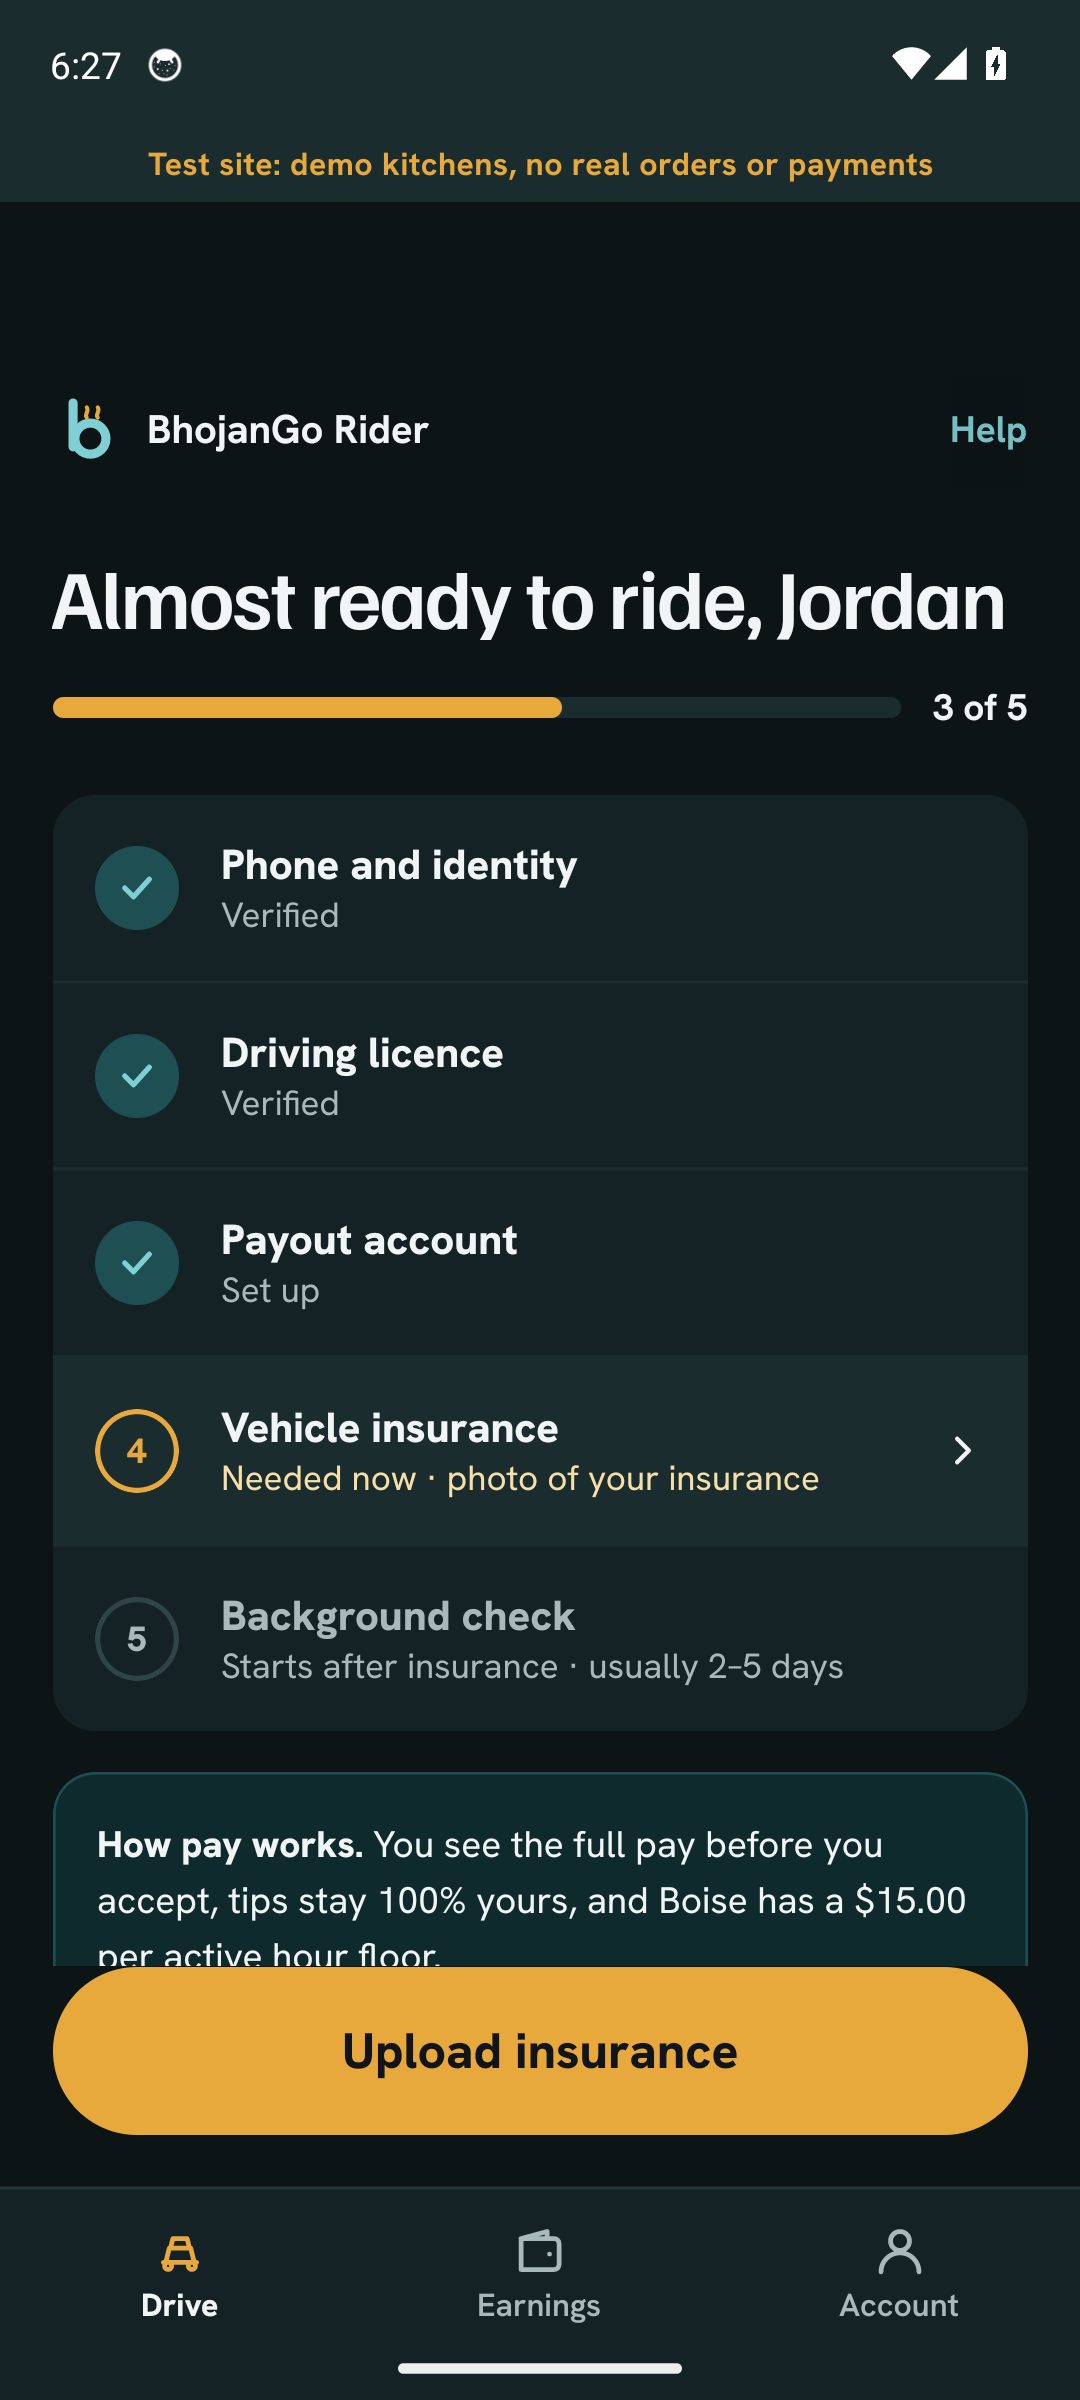 6:27
Test site: demo kitchens, no real orders or payments
BhojanGo Rider
Help
Almost ready to ride, Jordan
3 of 5
Phone and identity
Verified
Driving licence
Verified
Payout account
Set up
4
Vehicle insurance
Needed now · photo of your insurance
5
Background check
Starts after insurance · usually 2–5 days
How pay works. You see the full pay before you
accept, tips stay 100% yours, and Boise has a $15.00
per active hour floor.
Upload insurance
Drive
Earnings
Account